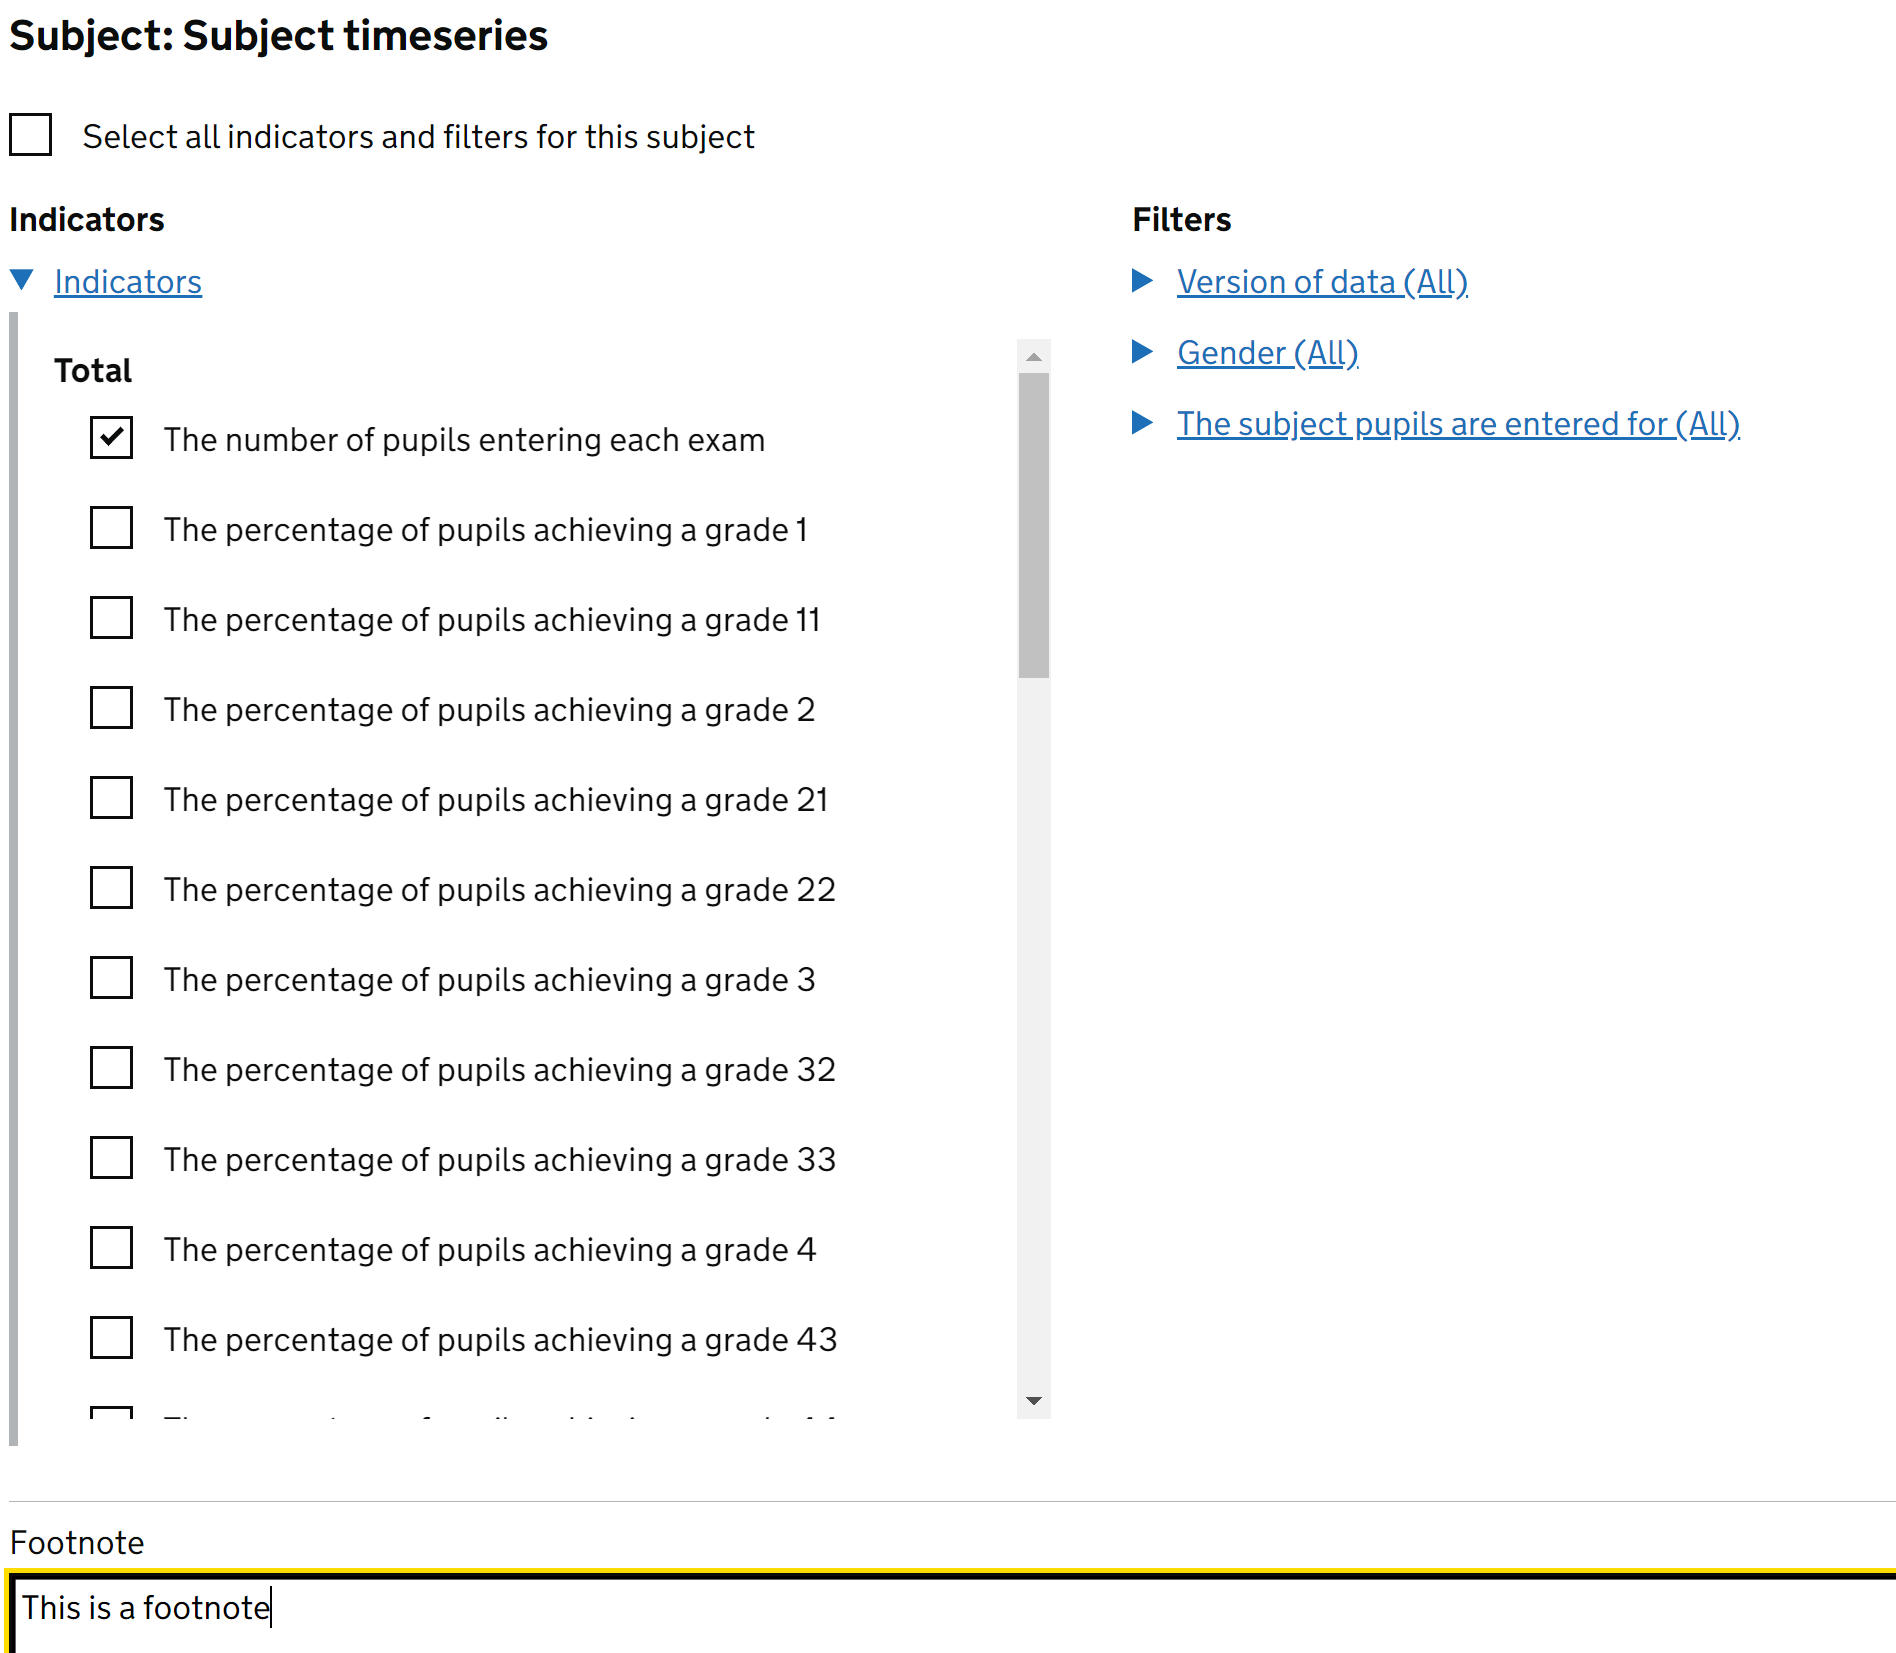 Subject: Subject timeseries
Select all indicators and filters for this subject
Indicators
Indicators
Total
The number of pupils entering each exam
The percentage of pupils achieving a grade 1
The percentage of pupils achieving a grade 11
The percentage of pupils achieving a grade 2
The percentage of pupils achieving a grade 21
The percentage of pupils achieving a grade 22
The percentage of pupils achieving a grade 3
The percentage of pupils achieving a grade 32
The percentage of pupils achieving a grade 33
The percentage of pupils achieving a grade 4
The percentage of pupils achieving a grade 43
Filters
Version of data (All)
Gender (All)
The subject pupils are entered for (All)
Footnote
This is a footnote